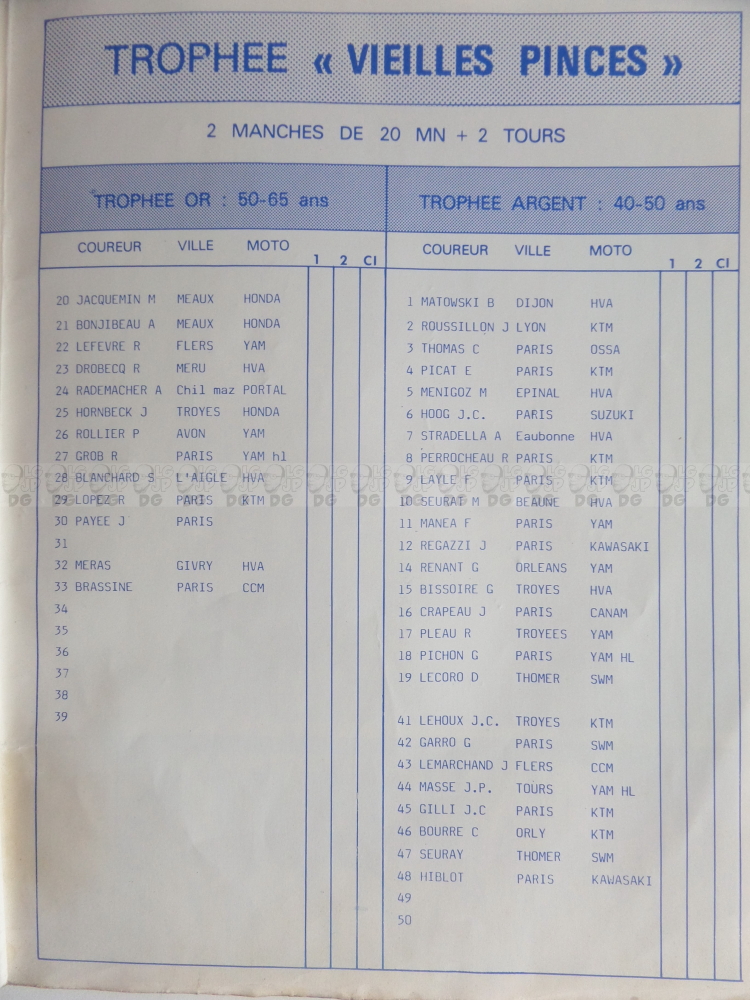 TROPHEE « VIEILLES PINCES »
2 MANCHES DE 20 MN + 2 TOURS
TROPHEE OR : 50-65 ans
COUREUR VILLE MOTO 1 2 Cl
20 JACQUEMIN M MEAUX HONDA
21 BONJIBEAU A MEAUX HONDA
22 LEFEVRE R FLERS YAM
23 DROBECQ R MERU HVA
24 RADEMACHER A Chil maz PORTAL
25 HORNBECK J TROYES HONDA
26 ROLLIER P AVON YAM
27 GROB R PARIS YAM hl
28 BLANCHARD S L'AIGLE HVA
29 LOPEZ R PARIS KTM
30 PAYEE J PARIS
31
32 MERAS GIVRY HVA
33 BRASSINE PARIS CCM
34
35
36
37
38
39
TROPHEE ARGENT : 40-50 ans
COUREUR VILLE MOTO 1 2 Cl
1 MATOWSKI B DIJON HVA
2 ROUSSILLON J LYON KTM
3 THOMAS C PARIS OSSA
4 PICAT E PARIS KTM
5 MENIGOZ M EPINAL HVA
6 HOOG J.C. PARIS SUZUKI
7 STRADELLA A Eaubonne HVA
8 PERROCHEAU R PARIS KTM
9 LAYLE F PARIS KTM
10 SEURAT M BEAUNE HVA
11 MANEA F PARIS YAM
12 REGAZZI J PARIS KAWASAKI
14 RENANT G ORLEANS YAM
15 BISSOIRE G TROYES HVA
16 CRAPEAU J PARIS CANAM
17 PLEAU R TROYEES YAM
18 PICHON G PARIS YAM HL
19 LECORO D THOMER SWM
41 LEHOUX J.C. TROYES KTM
42 GARRO G PARIS SWM
43 LEMARCHAND J FLERS CCM
44 MASSE J.P. TOURS YAM HL
45 GILLI J.C PARIS KTM
46 BOURRE C ORLY KTM
47 SEURAY THOMER SWM
48 HIBLOT PARIS KAWASAKI
49
50